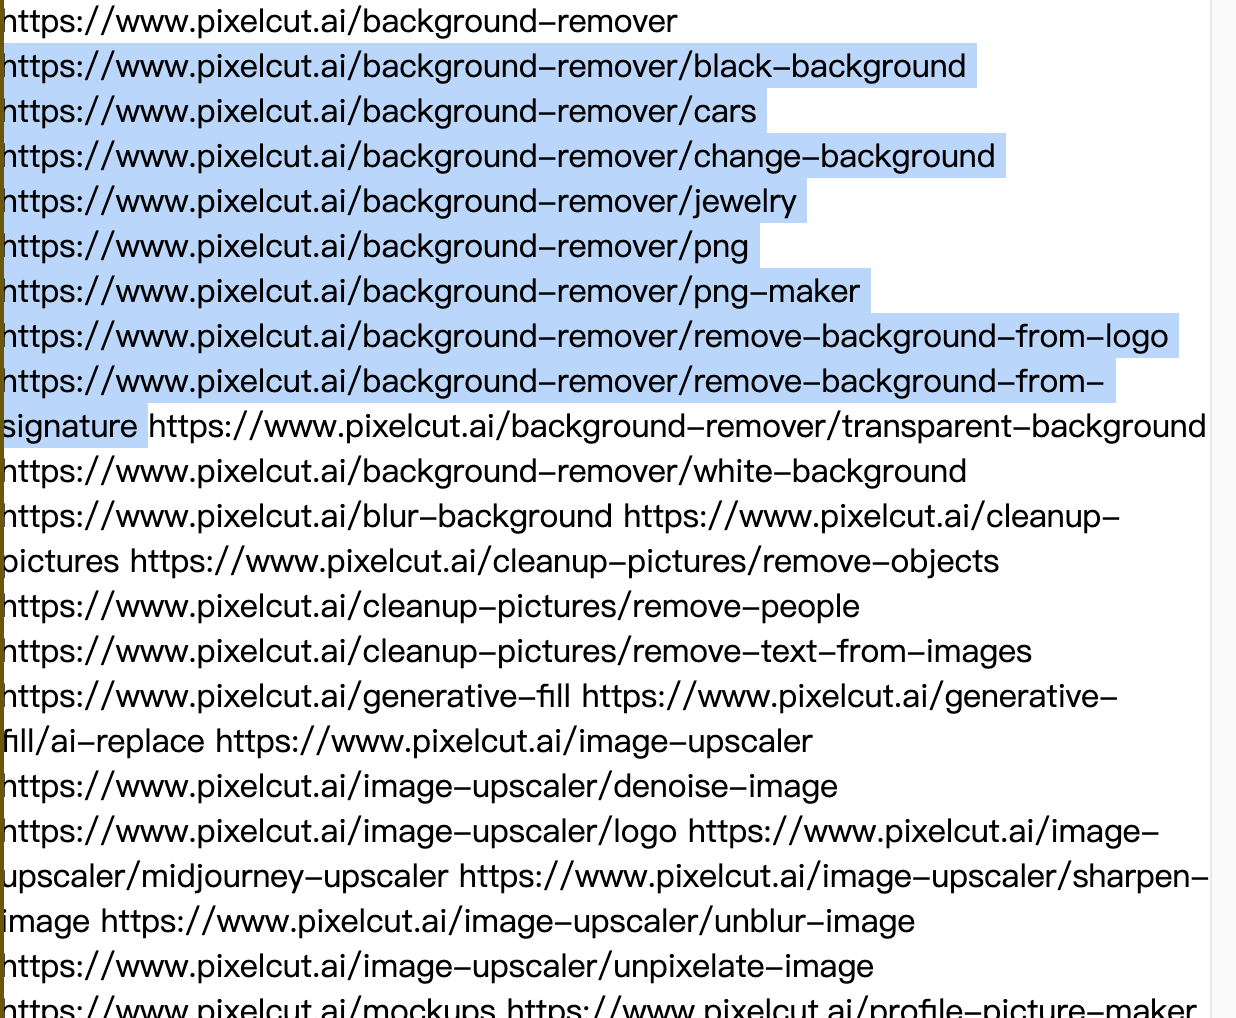 https://www.pixelcut.ai/background-remover
https://www.pixelcut.ai/background-remover/black-background
https://www.pixelcut.ai/background-remover/cars
https://www.pixelcut.ai/background-remover/change-background
https://www.pixelcut.ai/background-remover/jewelry
https://www.pixelcut.ai/background-remover/png
https://www.pixelcut.ai/background-remover/png-maker
https://www.pixelcut.ai/background-remover/remove-background-from-logo
https://www.pixelcut.ai/background-remover/remove-background-from-
signature https://www.pixelcut.ai/background-remover/transparent-background
https://www.pixelcut.ai/background-remover/white-background
https://www.pixelcut.ai/blur-background https://www.pixelcut.ai/cleanup-
pictures https://www.pixelcut.ai/cleanup-pictures/remove-objects
https://www.pixelcut.ai/cleanup-pictures/remove-people
https://www.pixelcut.ai/cleanup-pictures/remove-text-from-images
https://www.pixelcut.ai/generative-fill https://www.pixelcut.ai/generative-
fill/ai-replace https://www.pixelcut.ai/image-upscaler
https://www.pixelcut.ai/image-upscaler/denoise-image
https://www.pixelcut.ai/image-upscaler/logo https://www.pixelcut.ai/image-
upscaler/midjourney-upscaler https://www.pixelcut.ai/image-upscaler/sharpen-
image https://www.pixelcut.ai/image-upscaler/unblur-image
https://www.pixelcut.ai/image-upscaler/unpixelate-image
https://www.pixelcut.ai/mockups https://www.pixelcut.ai/profile-picture-maker